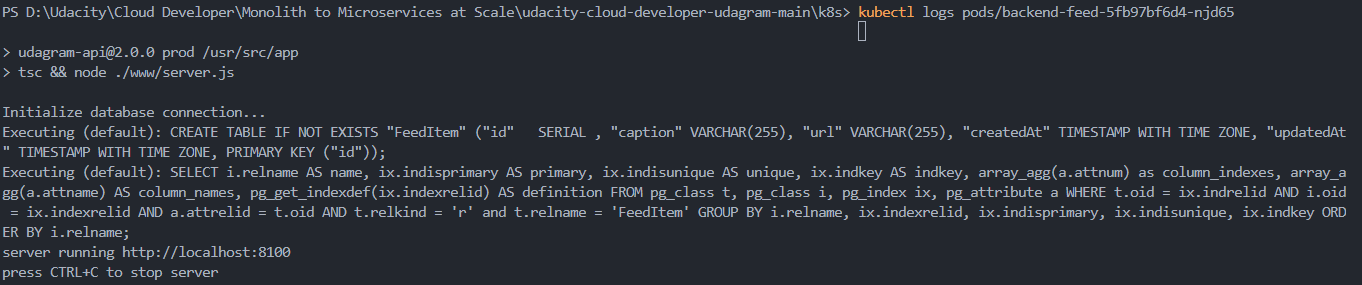 PS D:\Udacity\Cloud Developer\Monolith to Microservices at Scale\udacity-cloud-developer-udagram-main\k8s> kubectl logs pods/backend-feed-5fb97bf6d4-njd65
> udagram-api@2.0.0 prod /usr/src/app
> tsc && node ./www/server.js
Initialize database connection...
Executing (default): CREATE TABLE IF NOT EXISTS "FeedItem" ("id"   SERIAL , "caption" VARCHAR(255), "url" VARCHAR(255), "createdAt" TIMESTAMP WITH TIME ZONE, "updatedAt
" TIMESTAMP WITH TIME ZONE, PRIMARY KEY ("id"));
Executing (default): SELECT i.relname AS name, ix.indisprimary AS primary, ix.indisunique AS unique, ix.indkey AS indkey, array_agg(a.attnum) as column_indexes, array_a
gg(a.attname) AS column_names, pg_get_indexdef(ix.indexrelid) AS definition FROM pg_class t, pg_class i, pg_index ix, pg_attribute a WHERE t.oid = ix.indrelid AND i.oid
 = ix.indexrelid AND a.attrelid = t.oid AND t.relkind = 'r' and t.relname = 'FeedItem' GROUP BY i.relname, ix.indexrelid, ix.indisprimary, ix.indisunique, ix.indkey ORD
ER BY i.relname;
server running http://localhost:8100
press CTRL+C to stop server